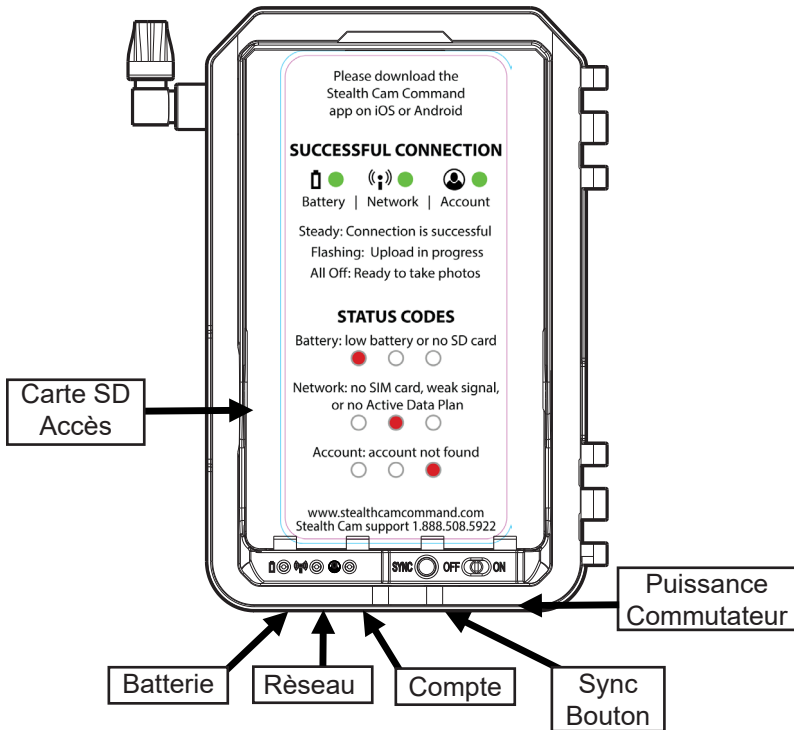 Please download the
Stealth Cam Command
app on iOS or Android
SUCCESSFUL CONNECTION
Battery | Network | Account
Steady: Connection is successful
Flashing: Upload in progress
All Off: Ready to take photos
STATUS CODES
Battery: low battery or no SD card
Network: no SIM card, weak signal,
or no Active Data Plan
Account: account not found
www.stealthcamcommand.com
Stealth Cam support 1.888.508.5922
SYNC OFF ON
Carte SD
Accès
Puissance
Commutateur
Batterie
Rèseau
Compte
Sync
Bouton